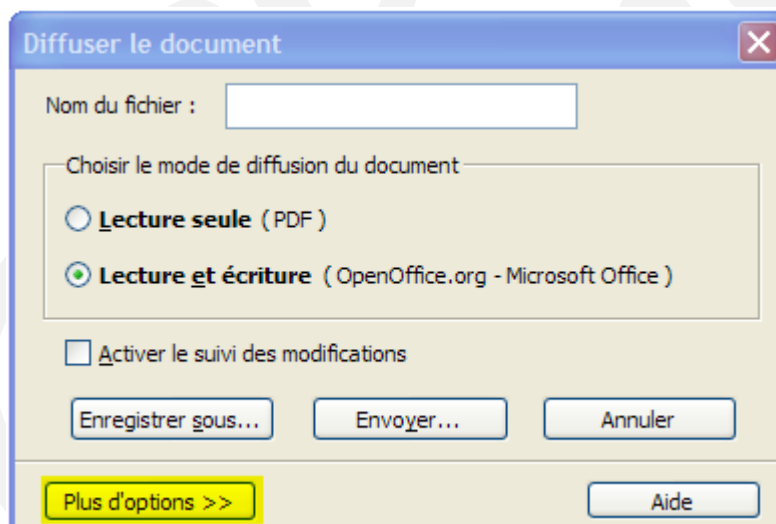 Diffuser le document
Nom du fichier :
Choisir le mode de diffusion du document
Lecture seule ( PDF )
Lecture et écriture ( OpenOffice.org - Microsoft Office )
Activer le suivi des modifications
Enregistrer sous... Envoyer... Annuler
Plus d'options >> Aide